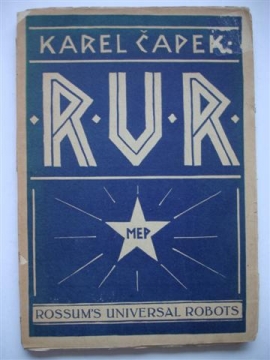 KAREL ČAPEK:
·R·U·R·
MEP
ROSSUM'S UNIVERSAL ROBOTS